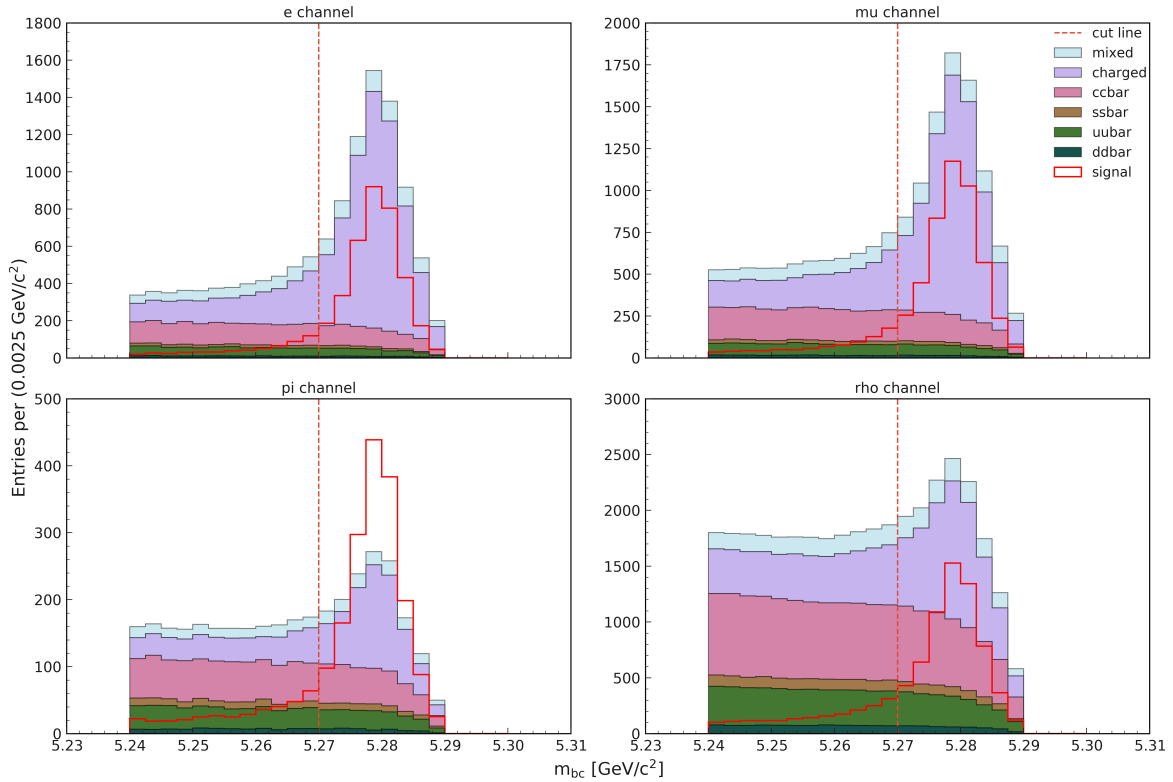 e channel
mu channel
1800
1600
1400
1200
1000
800
600
400
200
0
2000
1750
1500
1250
1000
750
500
250
0
cut line
mixed
charged
ccbar
ssbar
uubar
ddbar
signal
Entries per (0.0025 GeV/c²)
pi channel
rho channel
500
400
300
200
100
0
3000
2500
2000
1500
1000
500
0
5.23 5.24 5.25 5.26 5.27 5.28 5.29 5.30 5.31
5.23 5.24 5.25 5.26 5.27 5.28 5.29 5.30 5.31
m_bc [GeV/c²]